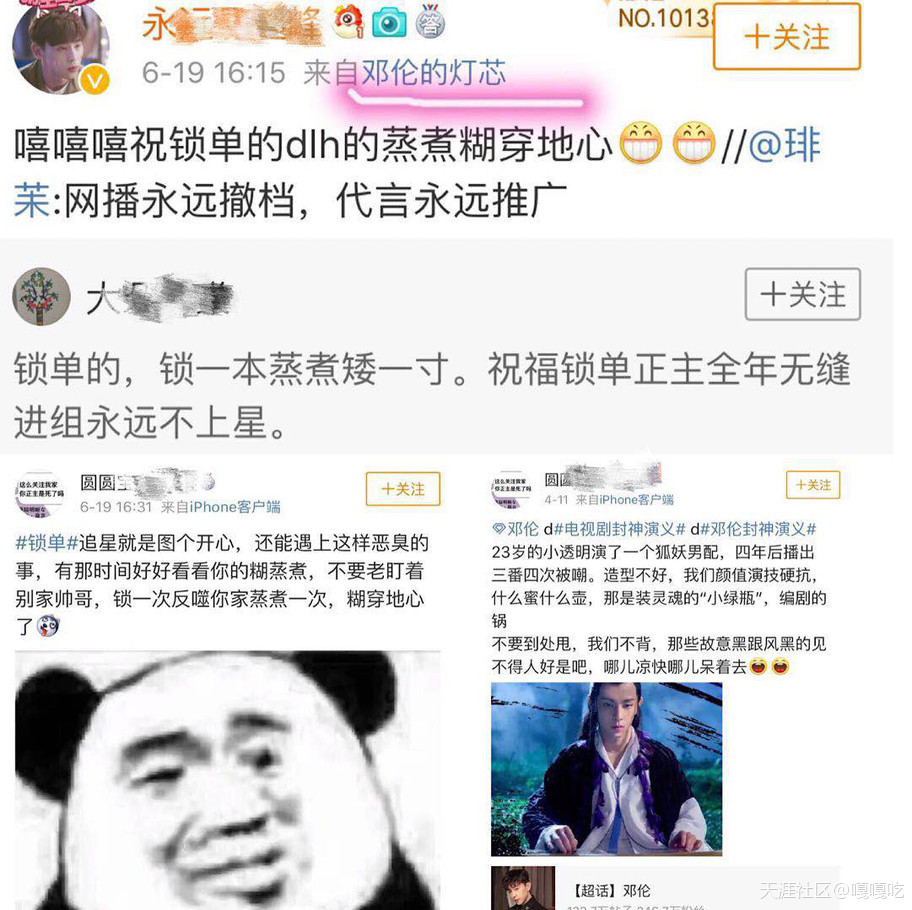 永
NO.1013
十关注
6-19 16:15 来自邓伦的灯芯
嘻嘻嘻祝锁单的dlh的蒸煮糊穿地心//@琲
茱:网播永远撤档，代言永远推广
大
十关注
锁单的，锁一本蒸煮矮一寸。祝福锁单正主全年无缝
进组永远不上星。
这么关注我家
你正主是死了吗
圆圆
十关注
6-19 16:31 来自iPhone客户端
#锁单#追星就是图个开心，还能遇上这样恶臭的
事，有那时间好好看看你的糊蒸煮，不要老盯着
别家帅哥，锁一次反噬你家蒸煮一次，糊穿地心
了
这么关注我家
你正主是死了吗
圆
十关注
4-11 来自iPhone客户端
邓伦 d#电视剧封神演义# d#邓伦封神演义#
23岁的小透明演了一个狐妖男配，四年后播出
三番四次被嘲。造型不好，我们颜值演技硬抗，
什么蜜什么壶，那是装灵魂的“小绿瓶”，编剧的
锅
不要到处甩，我们不背，那些故意黑跟风黑的见
不得人好是吧，哪儿凉快哪儿呆着去
【超话】邓伦
天涯社区@嘎嘎吃